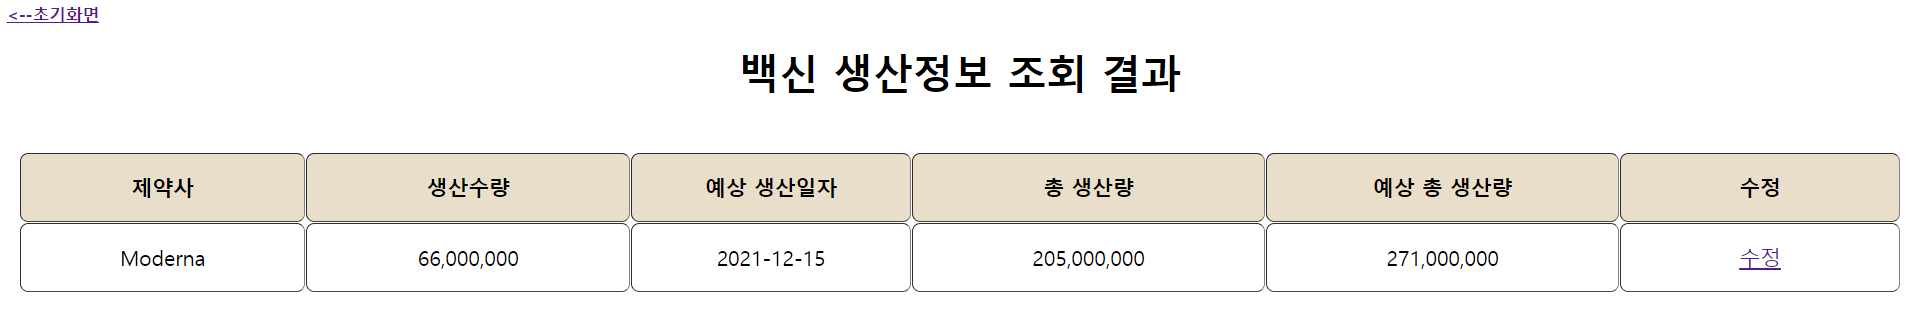 <--초기화면
백신 생산정보 조회 결과
제약사 생산수량 예상 생산일자 총 생산량 예상 총 생산량 수정
Moderna 66,000,000 2021-12-15 205,000,000 271,000,000 수정